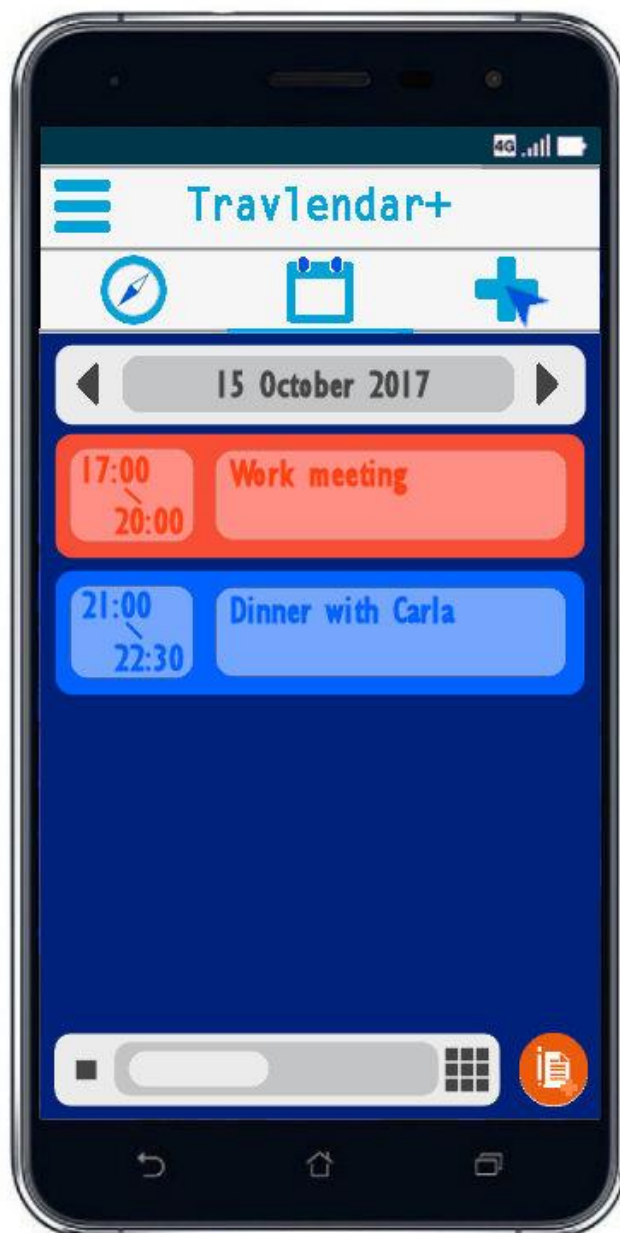 4G
Travlendar+
15 October 2017
17:00
20:00
Work meeting
21:00
22:30
Dinner with Carla